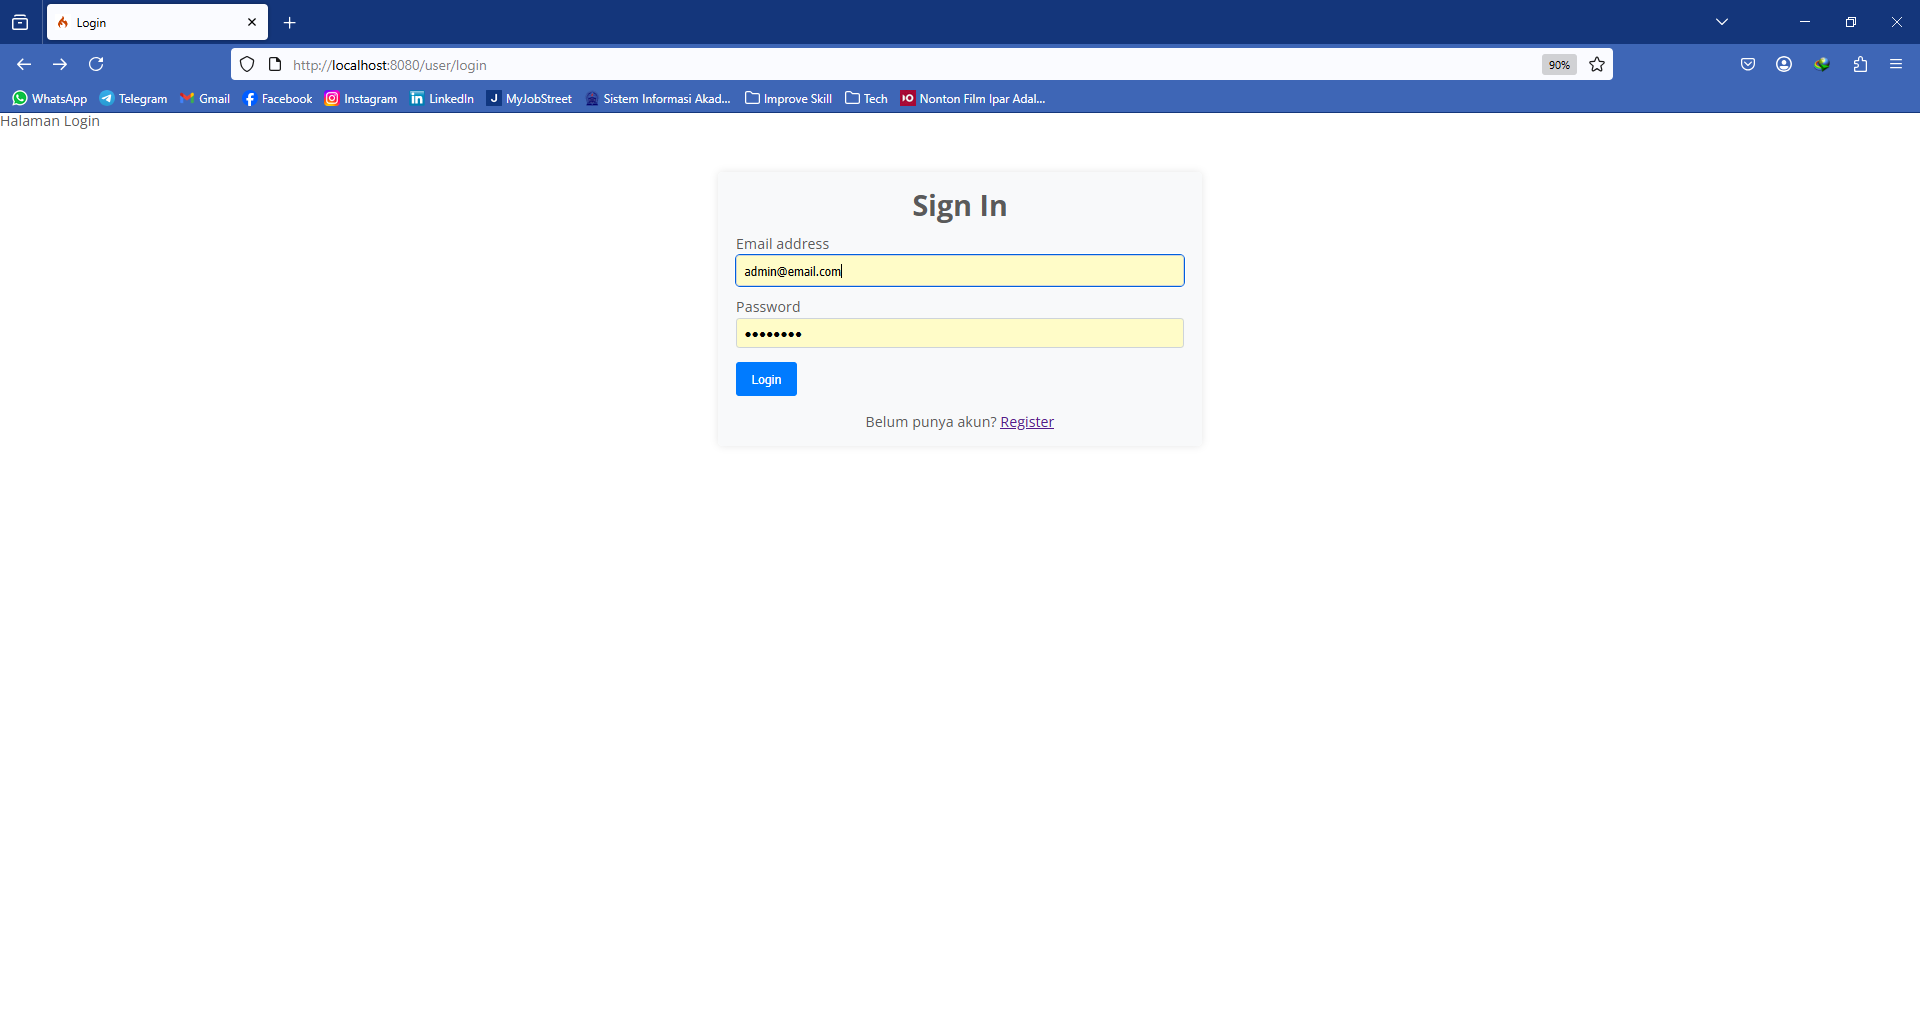 Login
http://localhost:8080/user/login
90%
WhatsApp Telegram Gmail Facebook Instagram LinkedIn MyJobStreet Sistem Informasi Akad... Improve Skill Tech Nonton Film Ipar Adal...
Halaman Login
Sign In
Email address
admin@email.com
Password
••••••••
Login
Belum punya akun? Register